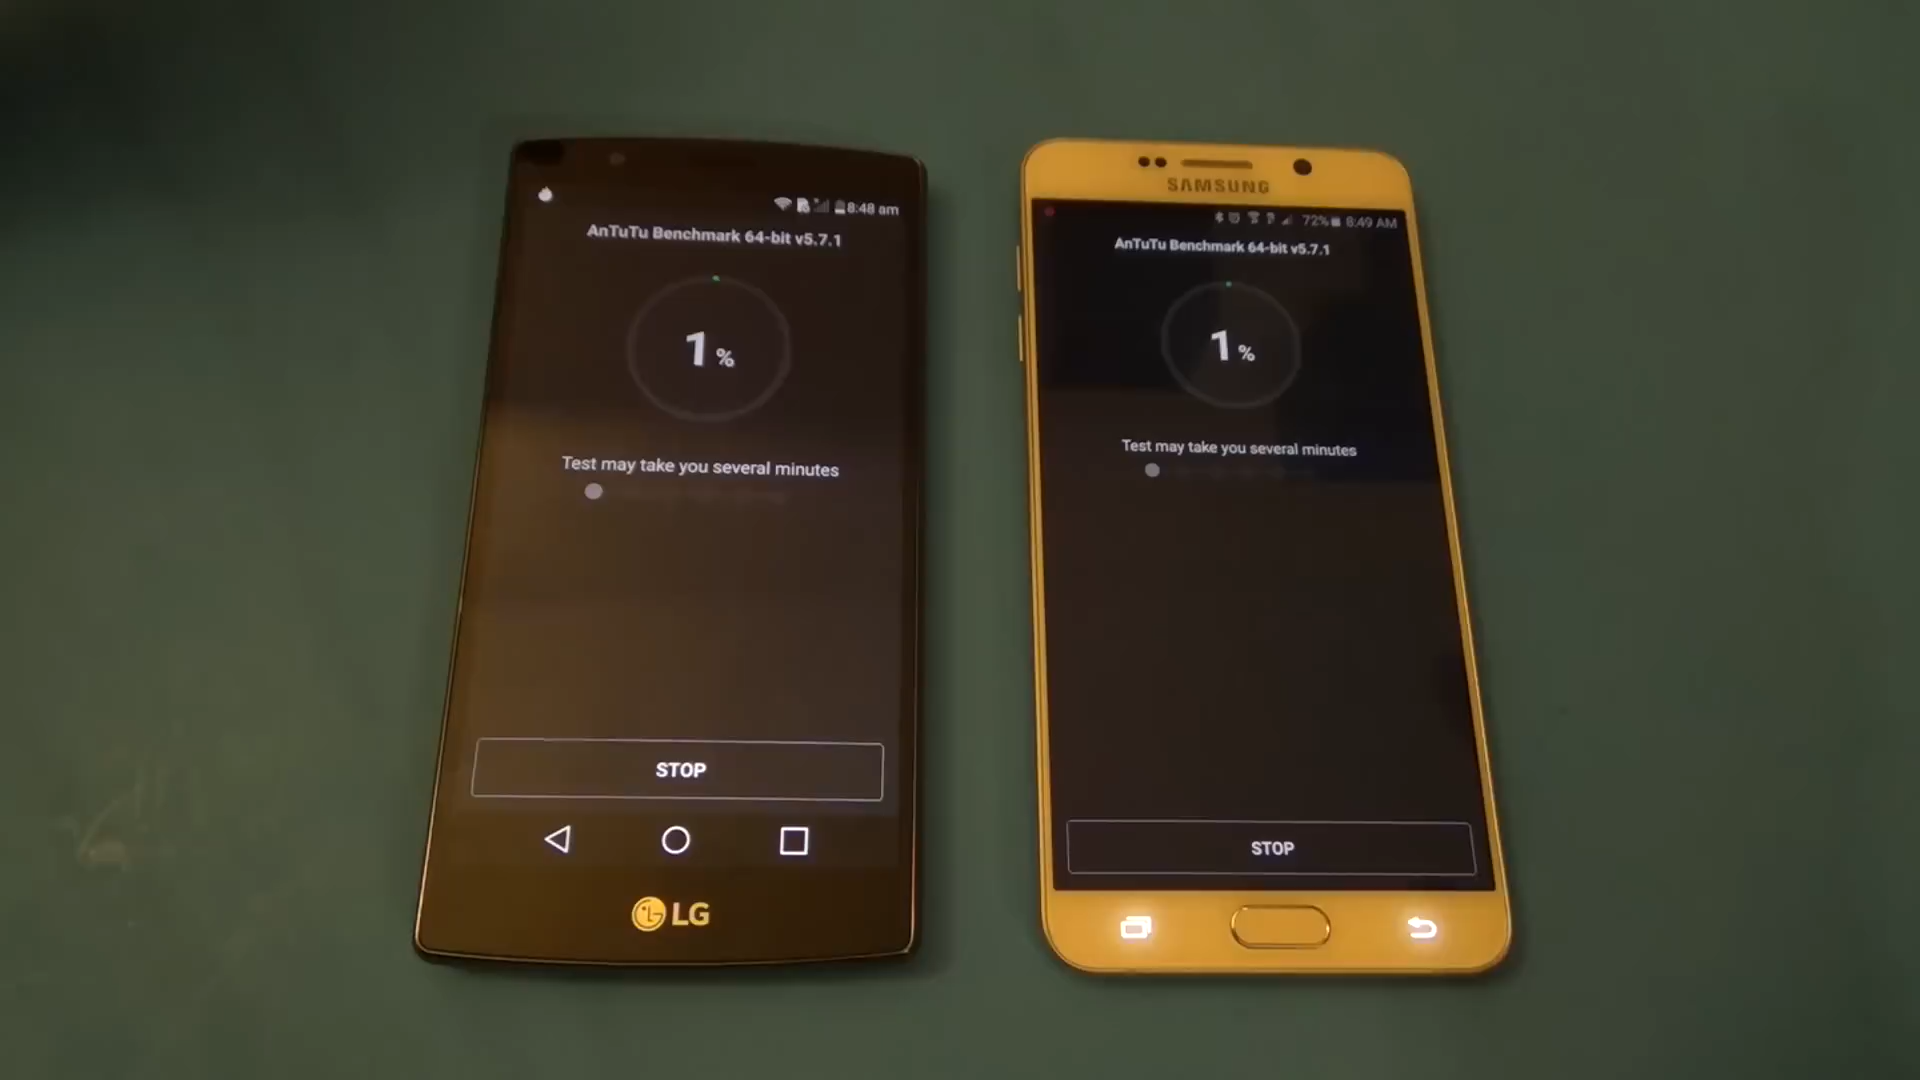 8:48 am
AnTuTu Benchmark 64-bit v5.7.1
1 %
Test may take you several minutes
STOP
LG
SAMSUNG
72% 8:49 AM
AnTuTu Benchmark 64-bit v5.7.1
1 %
Test may take you several minutes
STOP